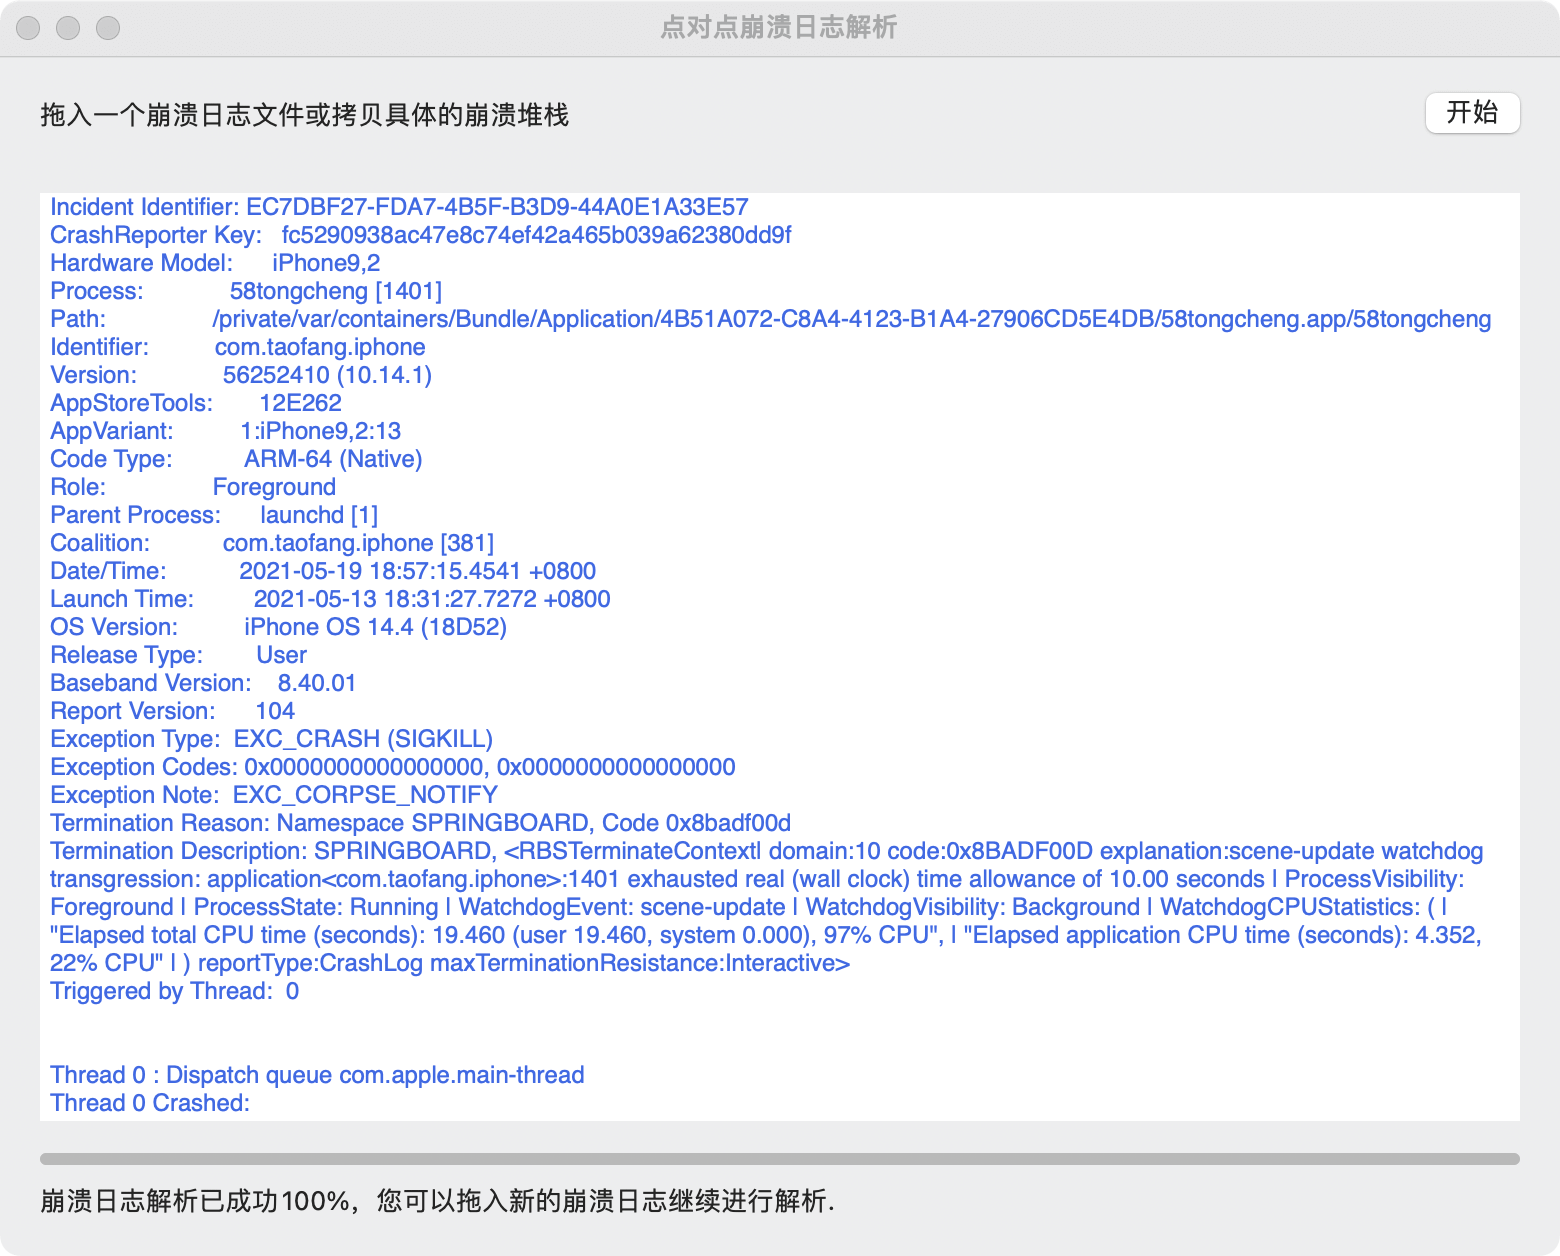 点对点崩溃日志解析
拖入一个崩溃日志文件或拷贝具体的崩溃堆栈
开始
Incident Identifier: EC7DBF27-FDA7-4B5F-B3D9-44A0E1A33E57
CrashReporter Key: fc5290938ac47e8c74ef42a465b039a62380dd9f
Hardware Model: iPhone9,2
Process: 58tongcheng [1401]
Path: /private/var/containers/Bundle/Application/4B51A072-C8A4-4123-B1A4-27906CD5E4DB/58tongcheng.app/58tongcheng
Identifier: com.taofang.iphone
Version: 56252410 (10.14.1)
AppStoreTools: 12E262
AppVariant: 1:iPhone9,2:13
Code Type: ARM-64 (Native)
Role: Foreground
Parent Process: launchd [1]
Coalition: com.taofang.iphone [381]
Date/Time: 2021-05-19 18:57:15.4541 +0800
Launch Time: 2021-05-13 18:31:27.7272 +0800
OS Version: iPhone OS 14.4 (18D52)
Release Type: User
Baseband Version: 8.40.01
Report Version: 104
Exception Type: EXC_CRASH (SIGKILL)
Exception Codes: 0x0000000000000000, 0x0000000000000000
Exception Note: EXC_CORPSE_NOTIFY
Termination Reason: Namespace SPRINGBOARD, Code 0x8badf00d
Termination Description: SPRINGBOARD, <RBSTerminateContext| domain:10 code:0x8BADF00D explanation:scene-update watchdog
transgression: application<com.taofang.iphone>:1401 exhausted real (wall clock) time allowance of 10.00 seconds | ProcessVisibility:
Foreground | ProcessState: Running | WatchdogEvent: scene-update | WatchdogVisibility: Background | WatchdogCPUStatistics: ( |
"Elapsed total CPU time (seconds): 19.460 (user 19.460, system 0.000), 97% CPU", | "Elapsed application CPU time (seconds): 4.352,
22% CPU" | ) reportType:CrashLog maxTerminationResistance:Interactive>
Triggered by Thread: 0
Thread 0 : Dispatch queue com.apple.main-thread
Thread 0 Crashed:
崩溃日志解析已成功100%，您可以拖入新的崩溃日志继续进行解析.